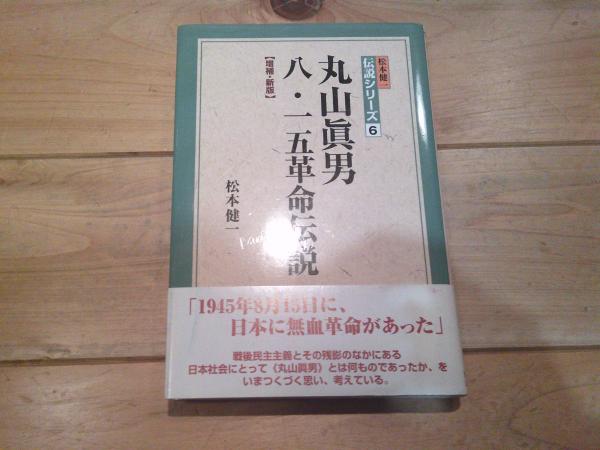 松本健一
伝説シリーズ 6
丸山眞男
八・一五革命伝説
【増補・新版】
松本健一
「1945年8月15日に、
日本に無血革命があった」
戦後民主主義とその残影のなかにある
日本社会にとって〈丸山眞男〉とは何ものであったか、を
いまつくづく思い、考えている。